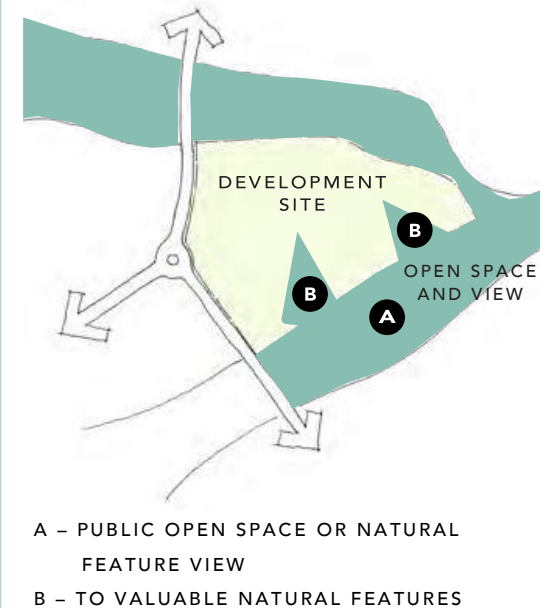 DEVELOPMENT
SITE
B
OPEN SPACE
AND VIEW
B
A
A – PUBLIC OPEN SPACE OR NATURAL
FEATURE VIEW
B – TO VALUABLE NATURAL FEATURES